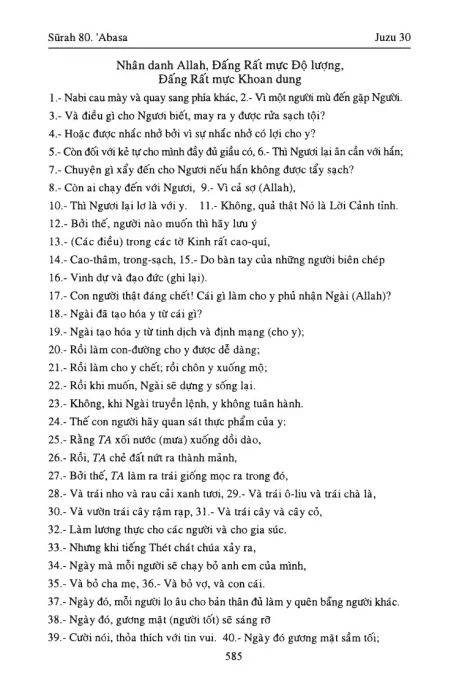 Sūrah 80. 'Abasa Juzu 30
Nhân danh Allah, Đấng Rất mực Độ lượng,
Đấng Rất mực Khoan dung
1.- Nabi cau mày và quay sang phía khác, 2.- Vì một người mù đến gặp Người.
3.- Và điều gì cho Ngươi biết, may ra y được rửa sạch tội?
4.- Hoặc được nhắc nhở bởi vì sự nhắc nhở có lợi cho y?
5.- Còn đối với kẻ tự cho mình đầy đủ giầu có, 6.- Thì Ngươi lại ân cần với hắn;
7.- Chuyện gì xẩy đến cho Ngươi nếu hắn không được tẩy sạch?
8.- Còn ai chạy đến với Ngươi, 9.- Vì cả sợ (Allah),
10.- Thì Ngươi lại lơ là với y. 11.- Không, quả thật Nó là Lời Cảnh tỉnh.
12.- Bởi thế, người nào muốn thì hãy lưu ý
13.- (Các điều) trong các tờ Kinh rất cao-quí,
14.- Cao-thâm, trong-sạch, 15.- Do bàn tay của những người biên chép
16.- Vinh dự và đạo đức (ghi lại).
17.- Con người thật đáng chết! Cái gì làm cho y phủ nhận Ngài (Allah)?
18.- Ngài đã tạo hóa y từ cái gì?
19.- Ngài tạo hóa y từ tinh dịch và định mạng (cho y);
20.- Rồi làm con-đường cho y được dễ dàng;
21.- Rồi làm cho y chết; rồi chôn y xuống mộ;
22.- Rồi khi muốn, Ngài sẽ dựng y sống lại.
23.- Không, khi Ngài truyền lệnh, y không tuân hành.
24.- Thế con người hãy quan sát thực phẩm của y:
25.- Rằng TA xối nước (mưa) xuống dồi dào,
26.- Rồi, TA chẻ đất nứt ra thành mảnh,
27.- Bởi thế, TA làm ra trái giống mọc ra trong đó,
28.- Và trái nho và rau cải xanh tươi, 29.- Và trái ô-liu và trái chà là,
30.- Và vườn trái cây rậm rạp, 31.- Và trái cây và cây cỏ,
32.- Làm lương thực cho các người và cho gia súc.
33.- Nhưng khi tiếng Thét chát chúa xảy ra,
34.- Ngày mà mỗi người sẽ chạy bỏ anh em của mình,
35.- Và bỏ cha mẹ, 36.- Và bỏ vợ, và con cái.
37.- Ngày đó, mỗi người lo âu cho bản thân đủ làm y quên bẵng người khác.
38.- Ngày đó, gương mặt (người tốt) sẽ sáng rỡ
39.- Cười nói, thỏa thích với tin vui. 40.- Ngày đó gương mặt sầm tối;
585